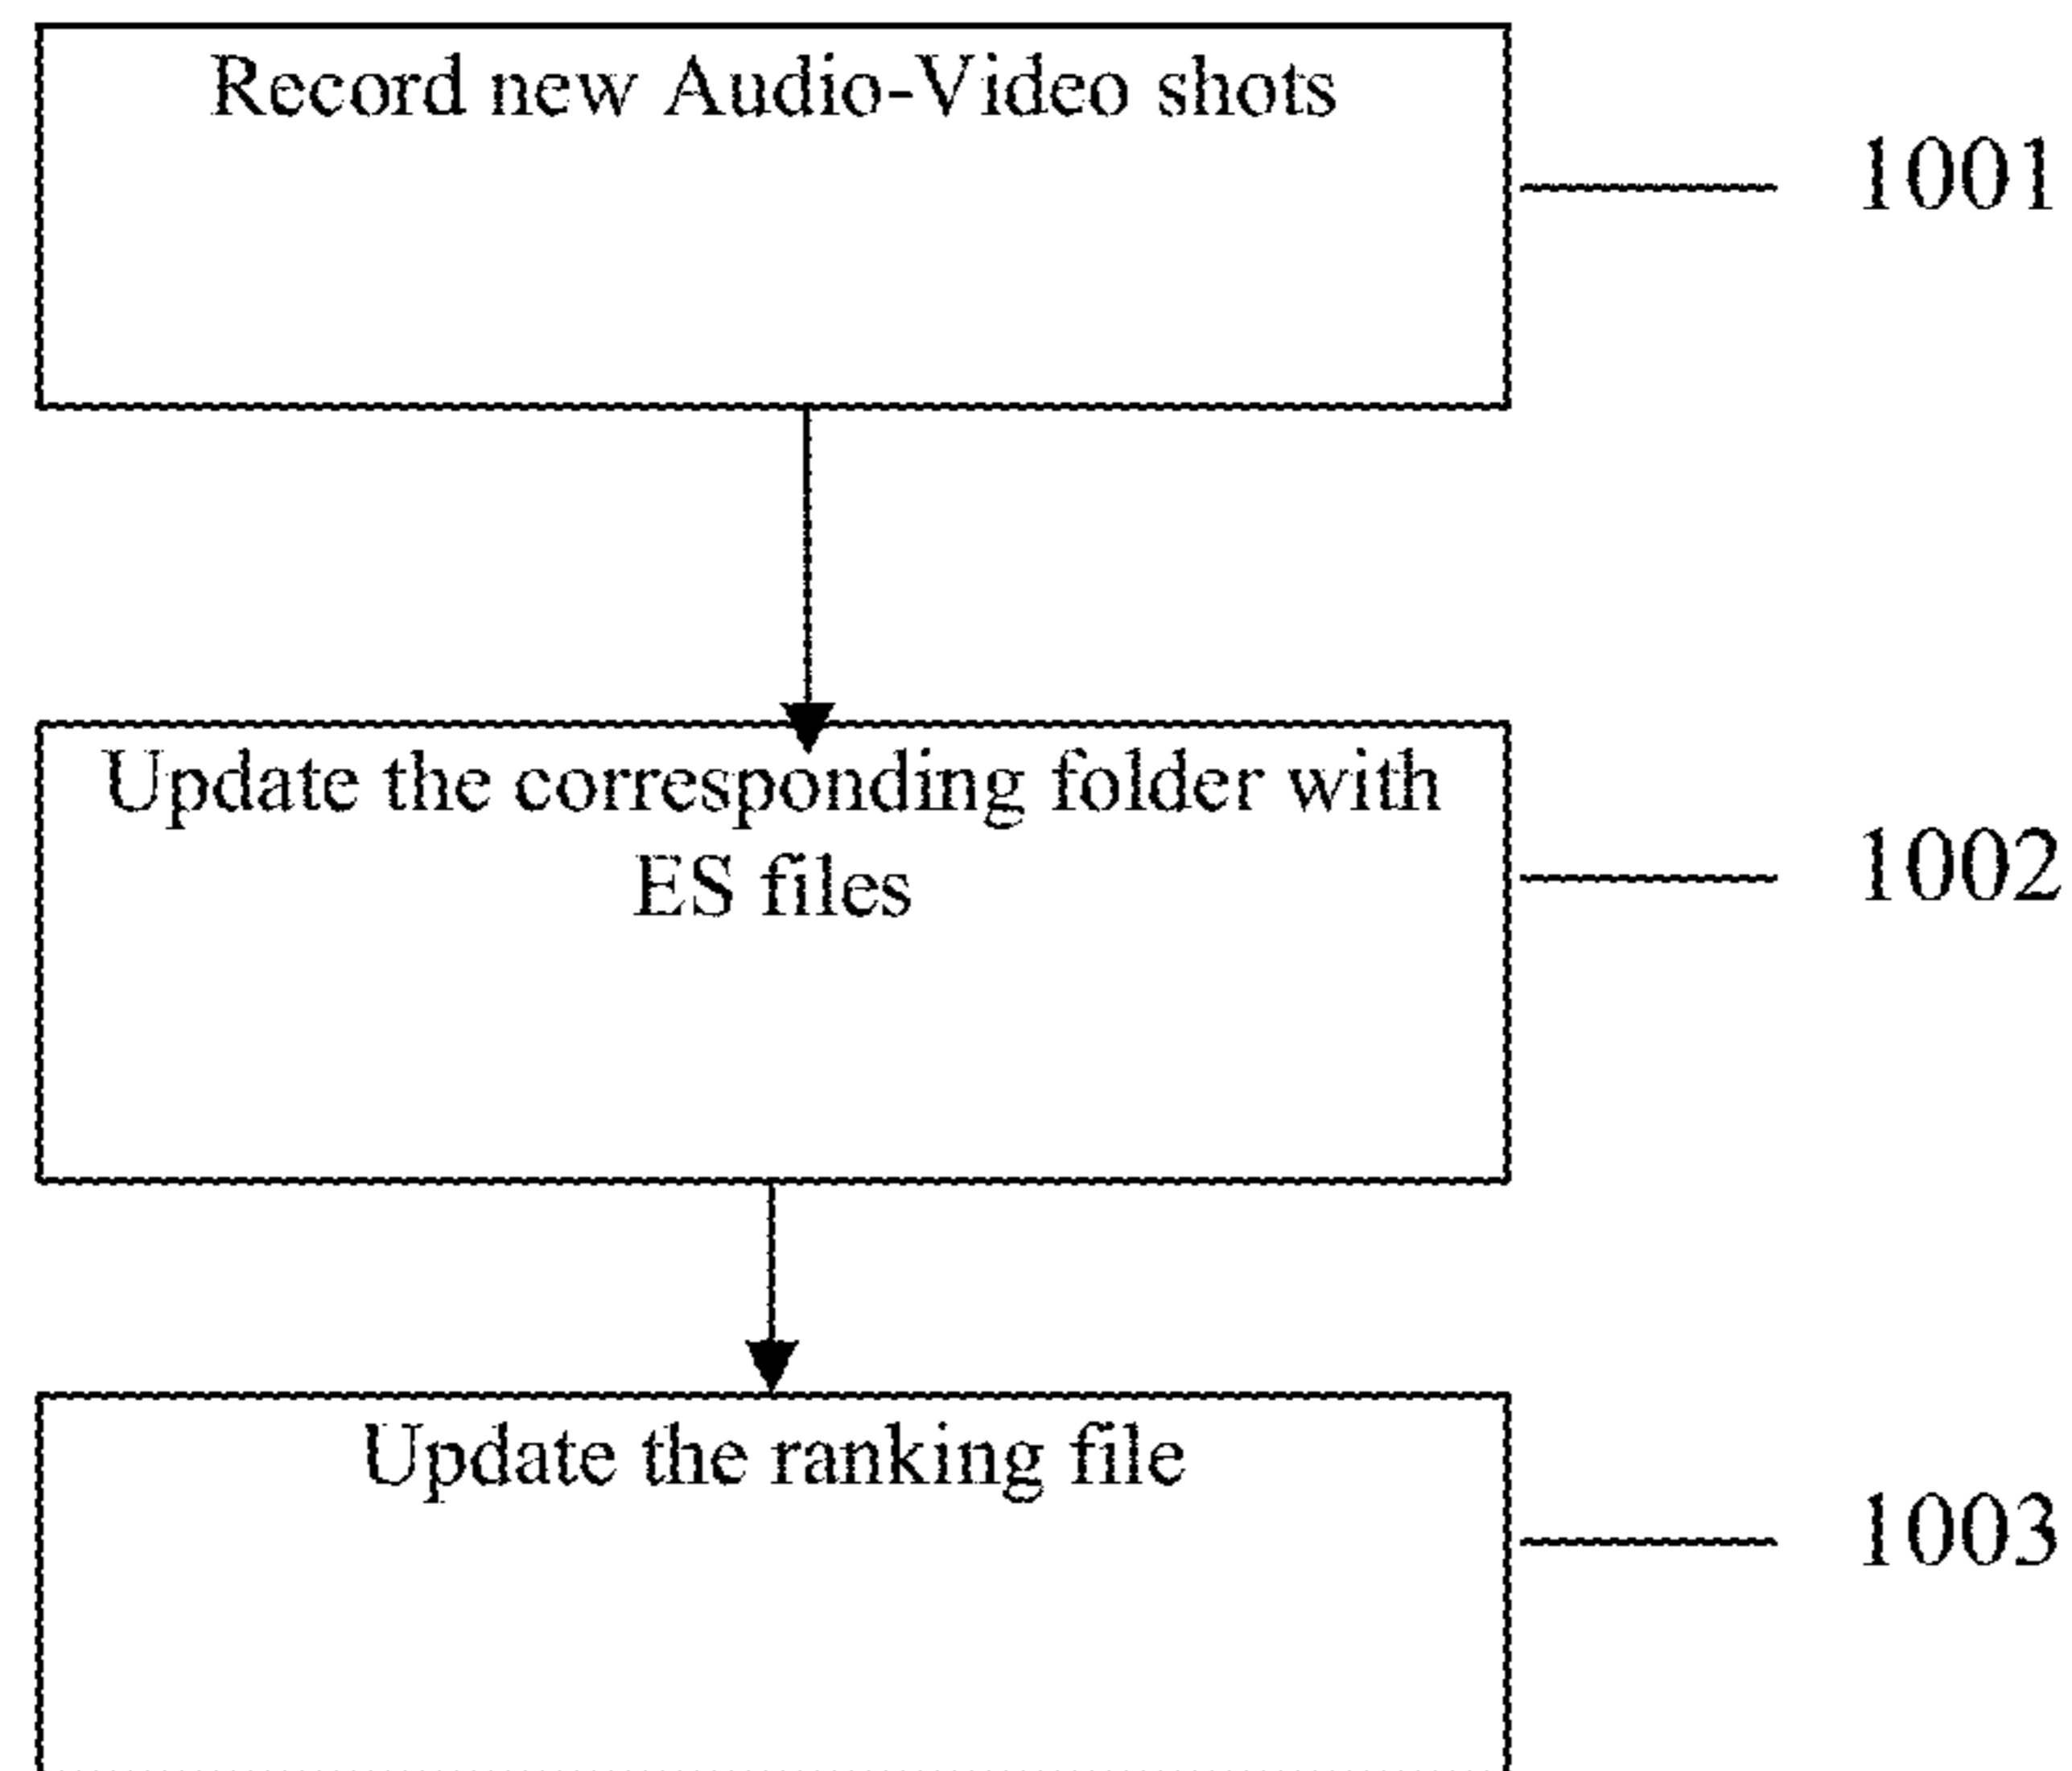 Record new Audio-Video shots
1001
Update the corresponding folder with
ES files
1002
Update the ranking file
1003